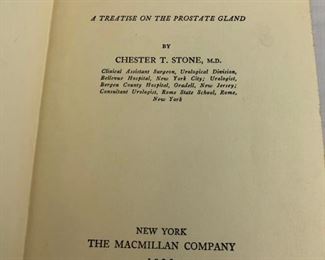 A TREATISE ON THE PROSTATE GLAND
BY
CHESTER T. STONE, M.D.
Clinical Assistant Surgeon, Urological Division,
Bellevue Hospital, New York City; Urologist,
Bergen County Hospital, Oradell, New Jersey;
Consultant Urologist, Rome State School, Rome,
New York
NEW YORK
THE MACMILLAN COMPANY